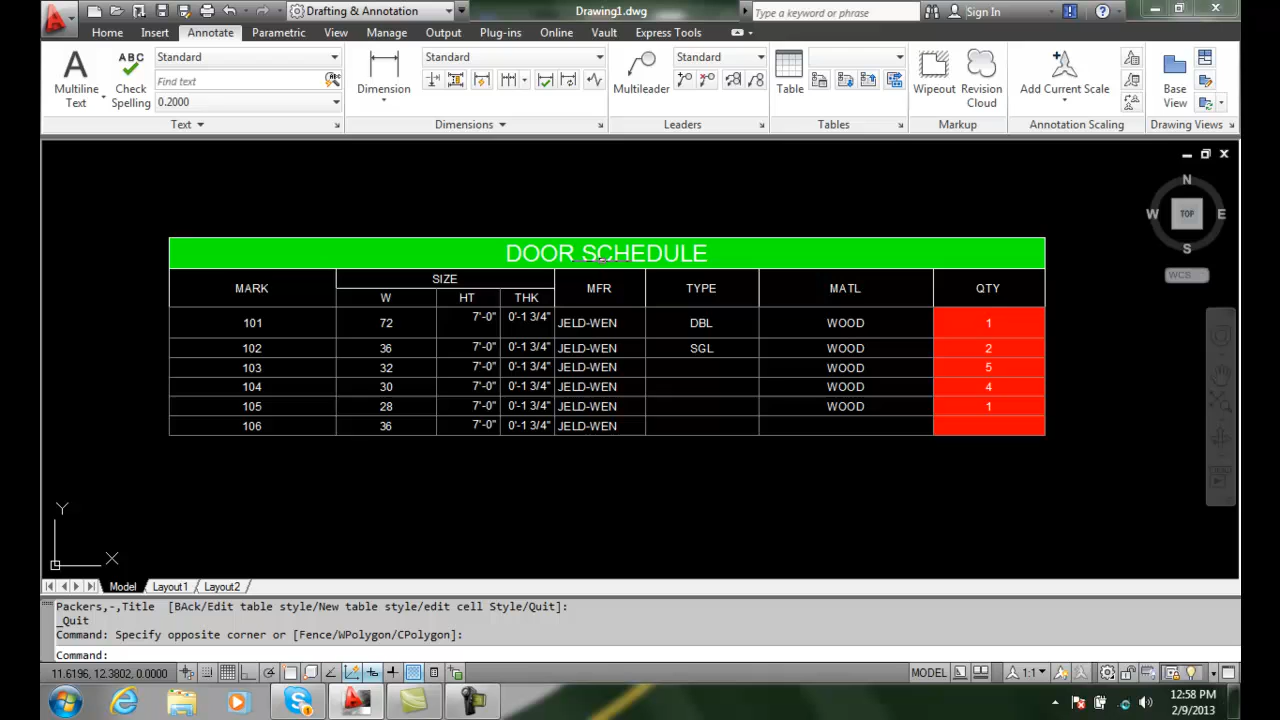 Drafting & Annotation
Drawing1.dwg
Type a keyword or phrase
Sign In
Home Insert Annotate Parametric View Manage Output Plug-ins Online Vault Express Tools
Standard
Find text
0.2000
Multiline Text
ABC
Check Spelling
Text
Standard
Dimension
Dimensions
Multileader
Standard
Leaders
Table
Tables
Wipeout
Revision Cloud
Markup
Add Current Scale
Annotation Scaling
Base View
Drawing Views
N
W TOP E
S
WCS
DOOR SCHEDULE
MARK SIZE MFR TYPE MATL QTY
W HT THK
101 72 7'-0" 0'-1 3/4" JELD-WEN DBL WOOD 1
102 36 7'-0" 0'-1 3/4" JELD-WEN SGL WOOD 2
103 32 7'-0" 0'-1 3/4" JELD-WEN WOOD 5
104 30 7'-0" 0'-1 3/4" JELD-WEN WOOD 4
105 28 7'-0" 0'-1 3/4" JELD-WEN WOOD 1
106 36 7'-0" 0'-1 3/4" JELD-WEN
Y
X
Model Layout1 Layout2
Packers,-,Title [BAck/Edit table style/New table style/edit cell Style/Quit]:
_Quit
Command: Specify opposite corner or [Fence/WPolygon/CPolygon]:
Command:
11.6196, 12.3802, 0.0000
MODEL
1:1
12:58 PM
2/9/2013